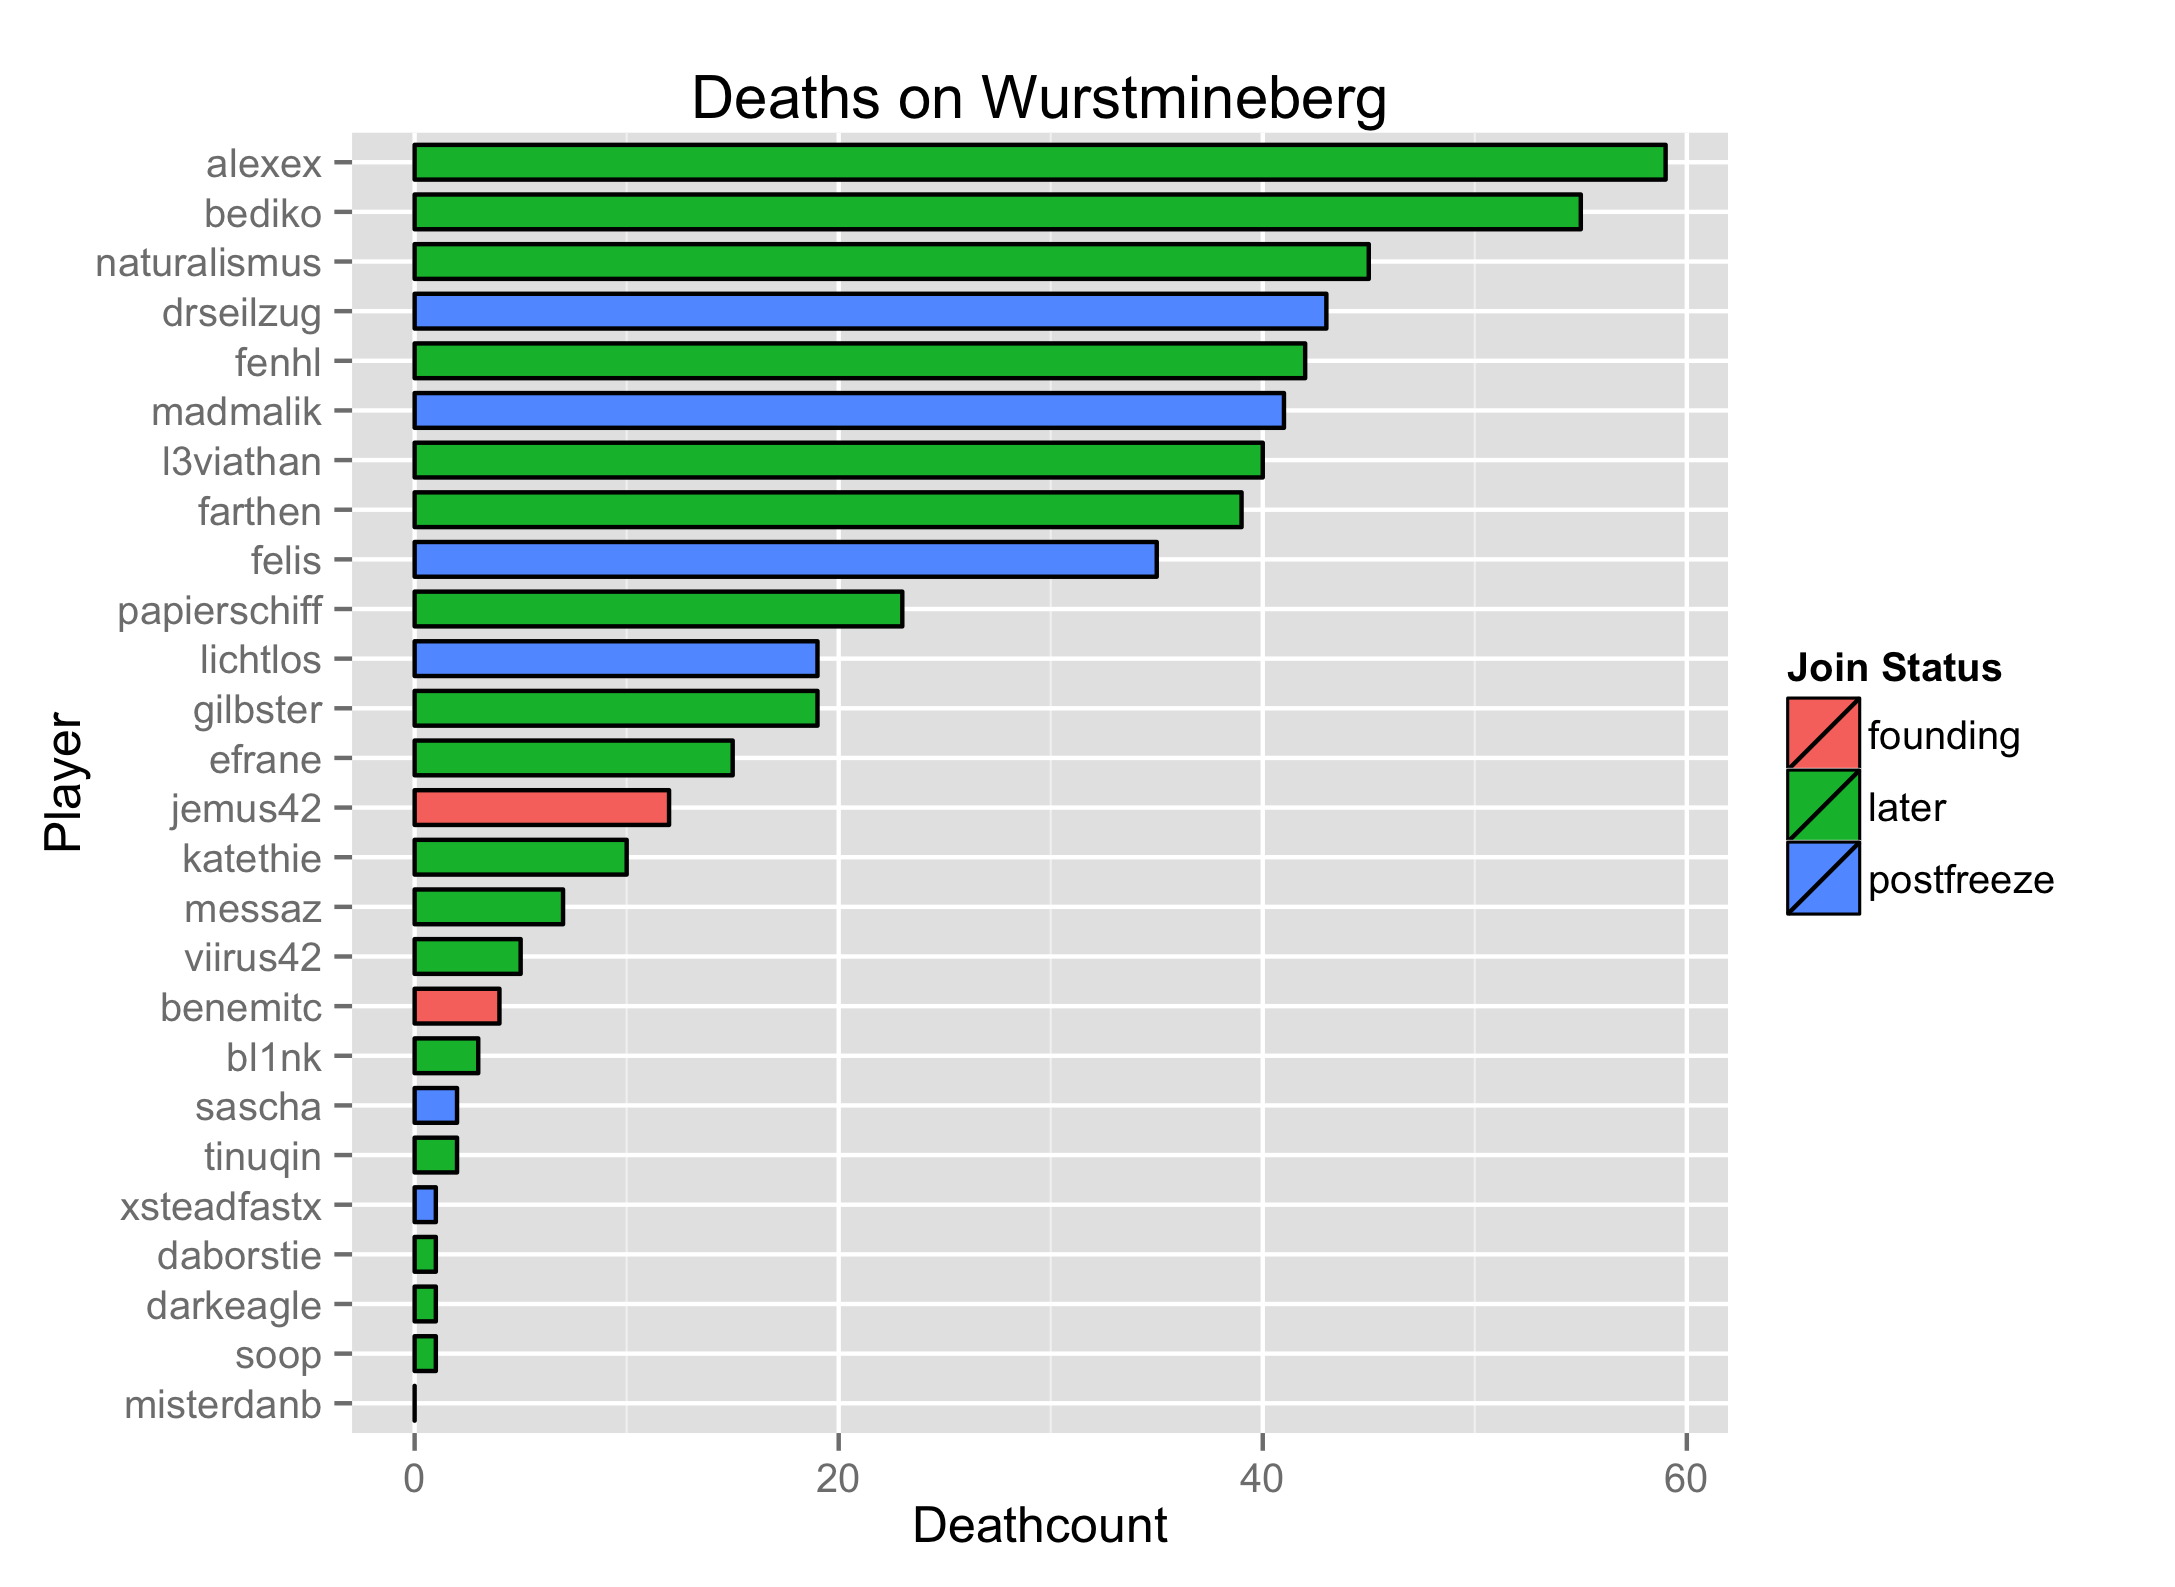 Deaths on Wurstmineberg
Player
alexex
bediko
naturalismus
drseilzug
fenhl
madmalik
l3viathan
farthen
felis
papierschiff
lichtlos
gilbster
efrane
jemus42
katethie
messaz
viirus42
benemitc
bl1nk
sascha
tinuqin
xsteadfastx
daborstie
darkeagle
soop
misterdanb
0 20 40 60
Deathcount
Join Status
founding
later
postfreeze